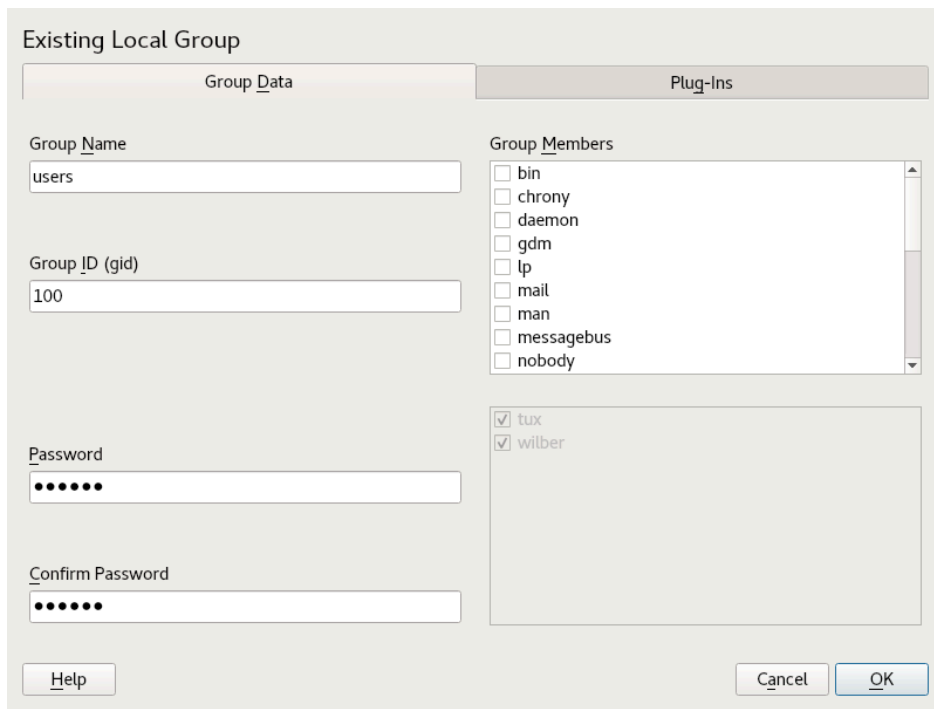 Existing Local Group
Group Data
Plug-Ins
Group Name
users
Group ID (gid)
100
Password
●●●●●●
Confirm Password
●●●●●●
Group Members
bin
chrony
daemon
gdm
lp
mail
man
messagebus
nobody
tux
wilber
Help
Cancel
OK